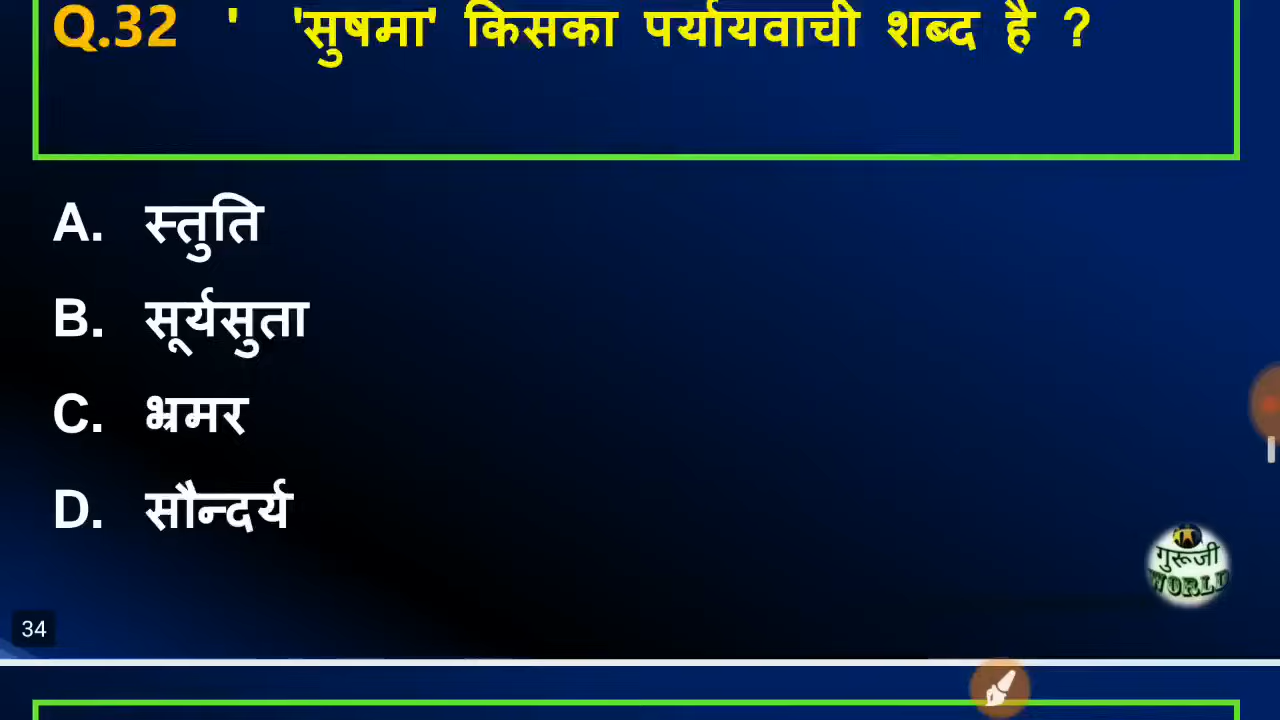 Q.32 ' 'सुषमा' किसका पर्यायवाची शब्द है ?
A. स्तुति
B. सूर्यसुता
C. भ्रमर
D. सौन्दर्य
गुरूजी
WORLD
34